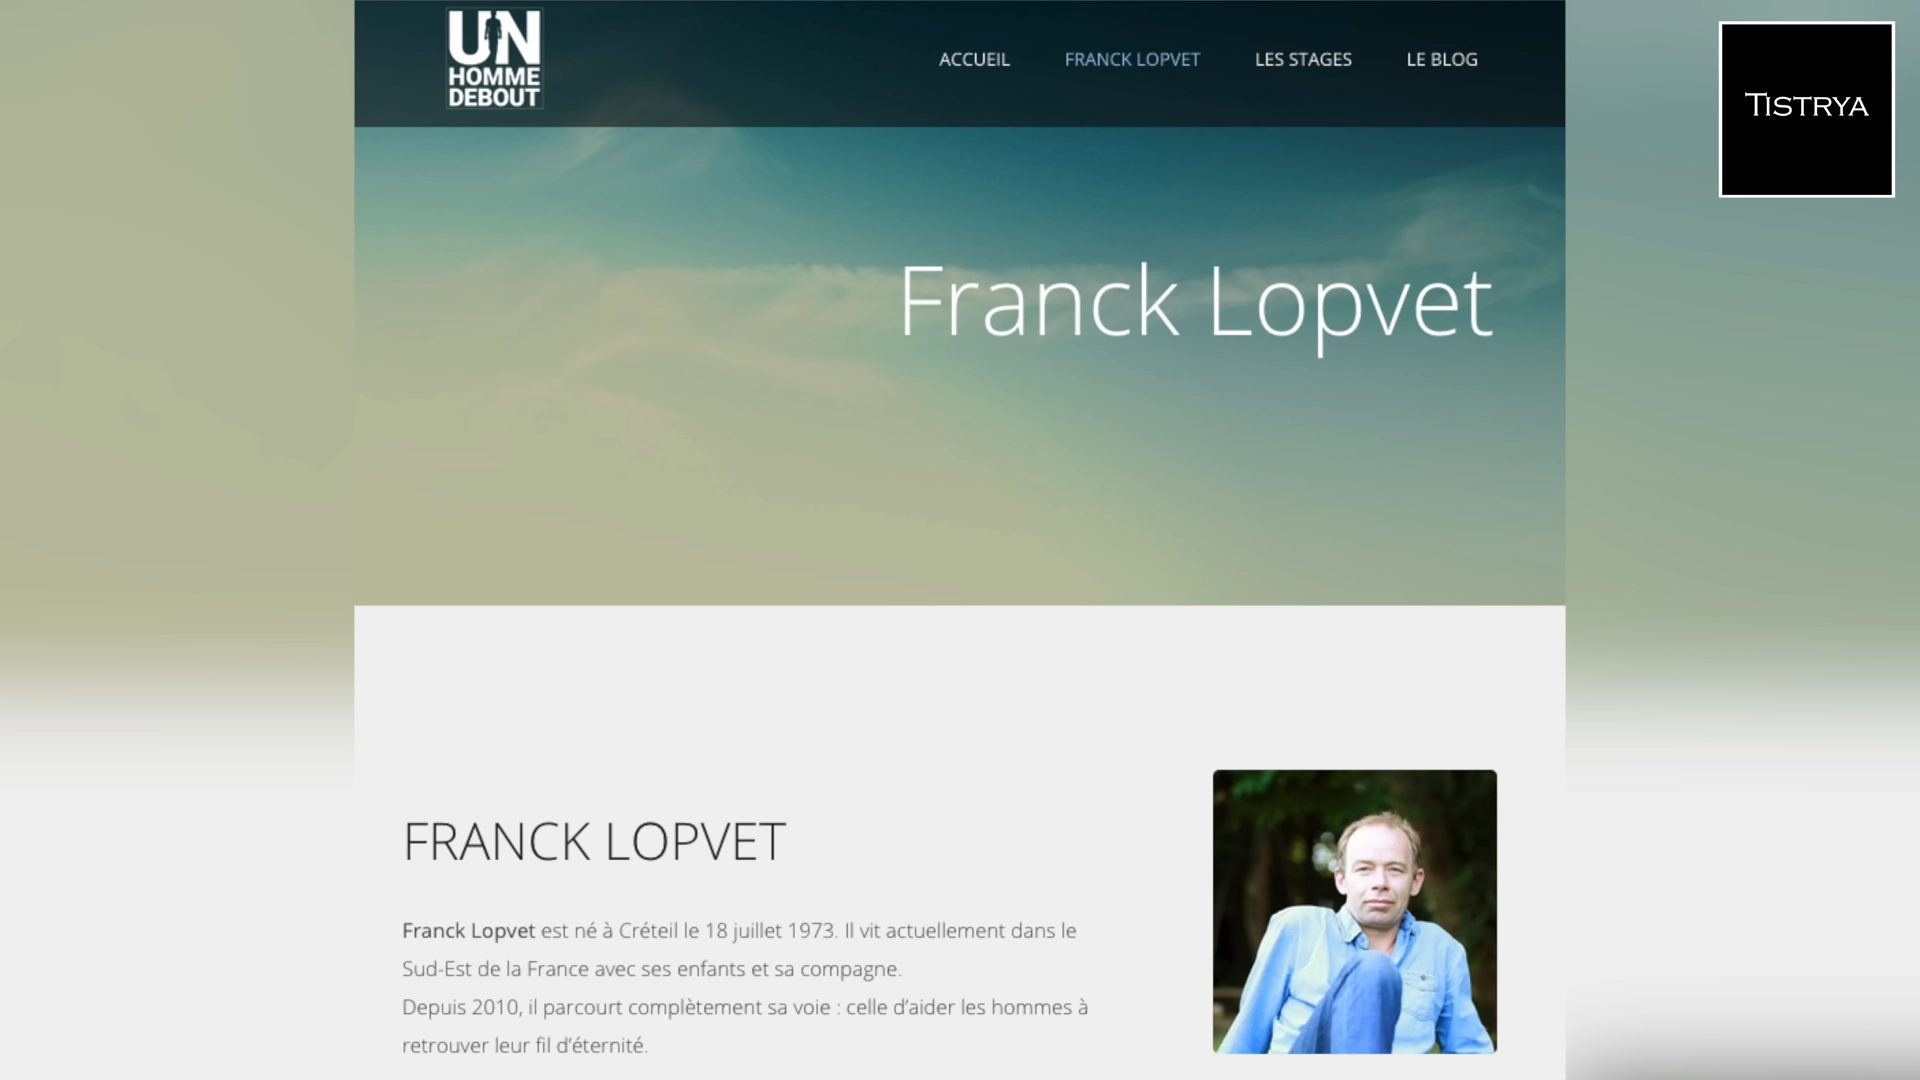 UN
HOMME
DEBOUT
ACCUEIL
FRANCK LOPVET
LES STAGES
LE BLOG
TISTRYA
Franck Lopvet
FRANCK LOPVET
Franck Lopvet est né à Créteil le 18 juillet 1973. Il vit actuellement dans le
Sud-Est de la France avec ses enfants et sa compagne.
Depuis 2010, il parcourt complètement sa voie : celle d’aider les hommes à
retrouver leur fil d’éternité.